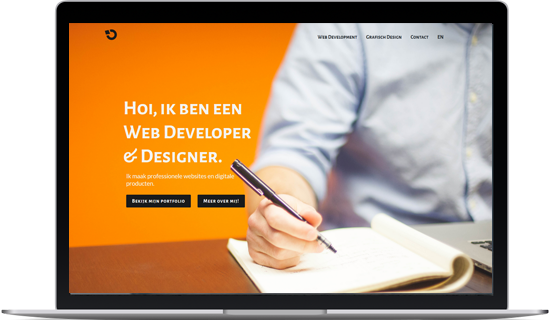 Web Development Grafisch Design Contact EN
Hoi, ik ben een
Web Developer
& Designer.
Ik maak professionele websites en digitale
producten.
Bekijk mijn portfolio Meer over mij!